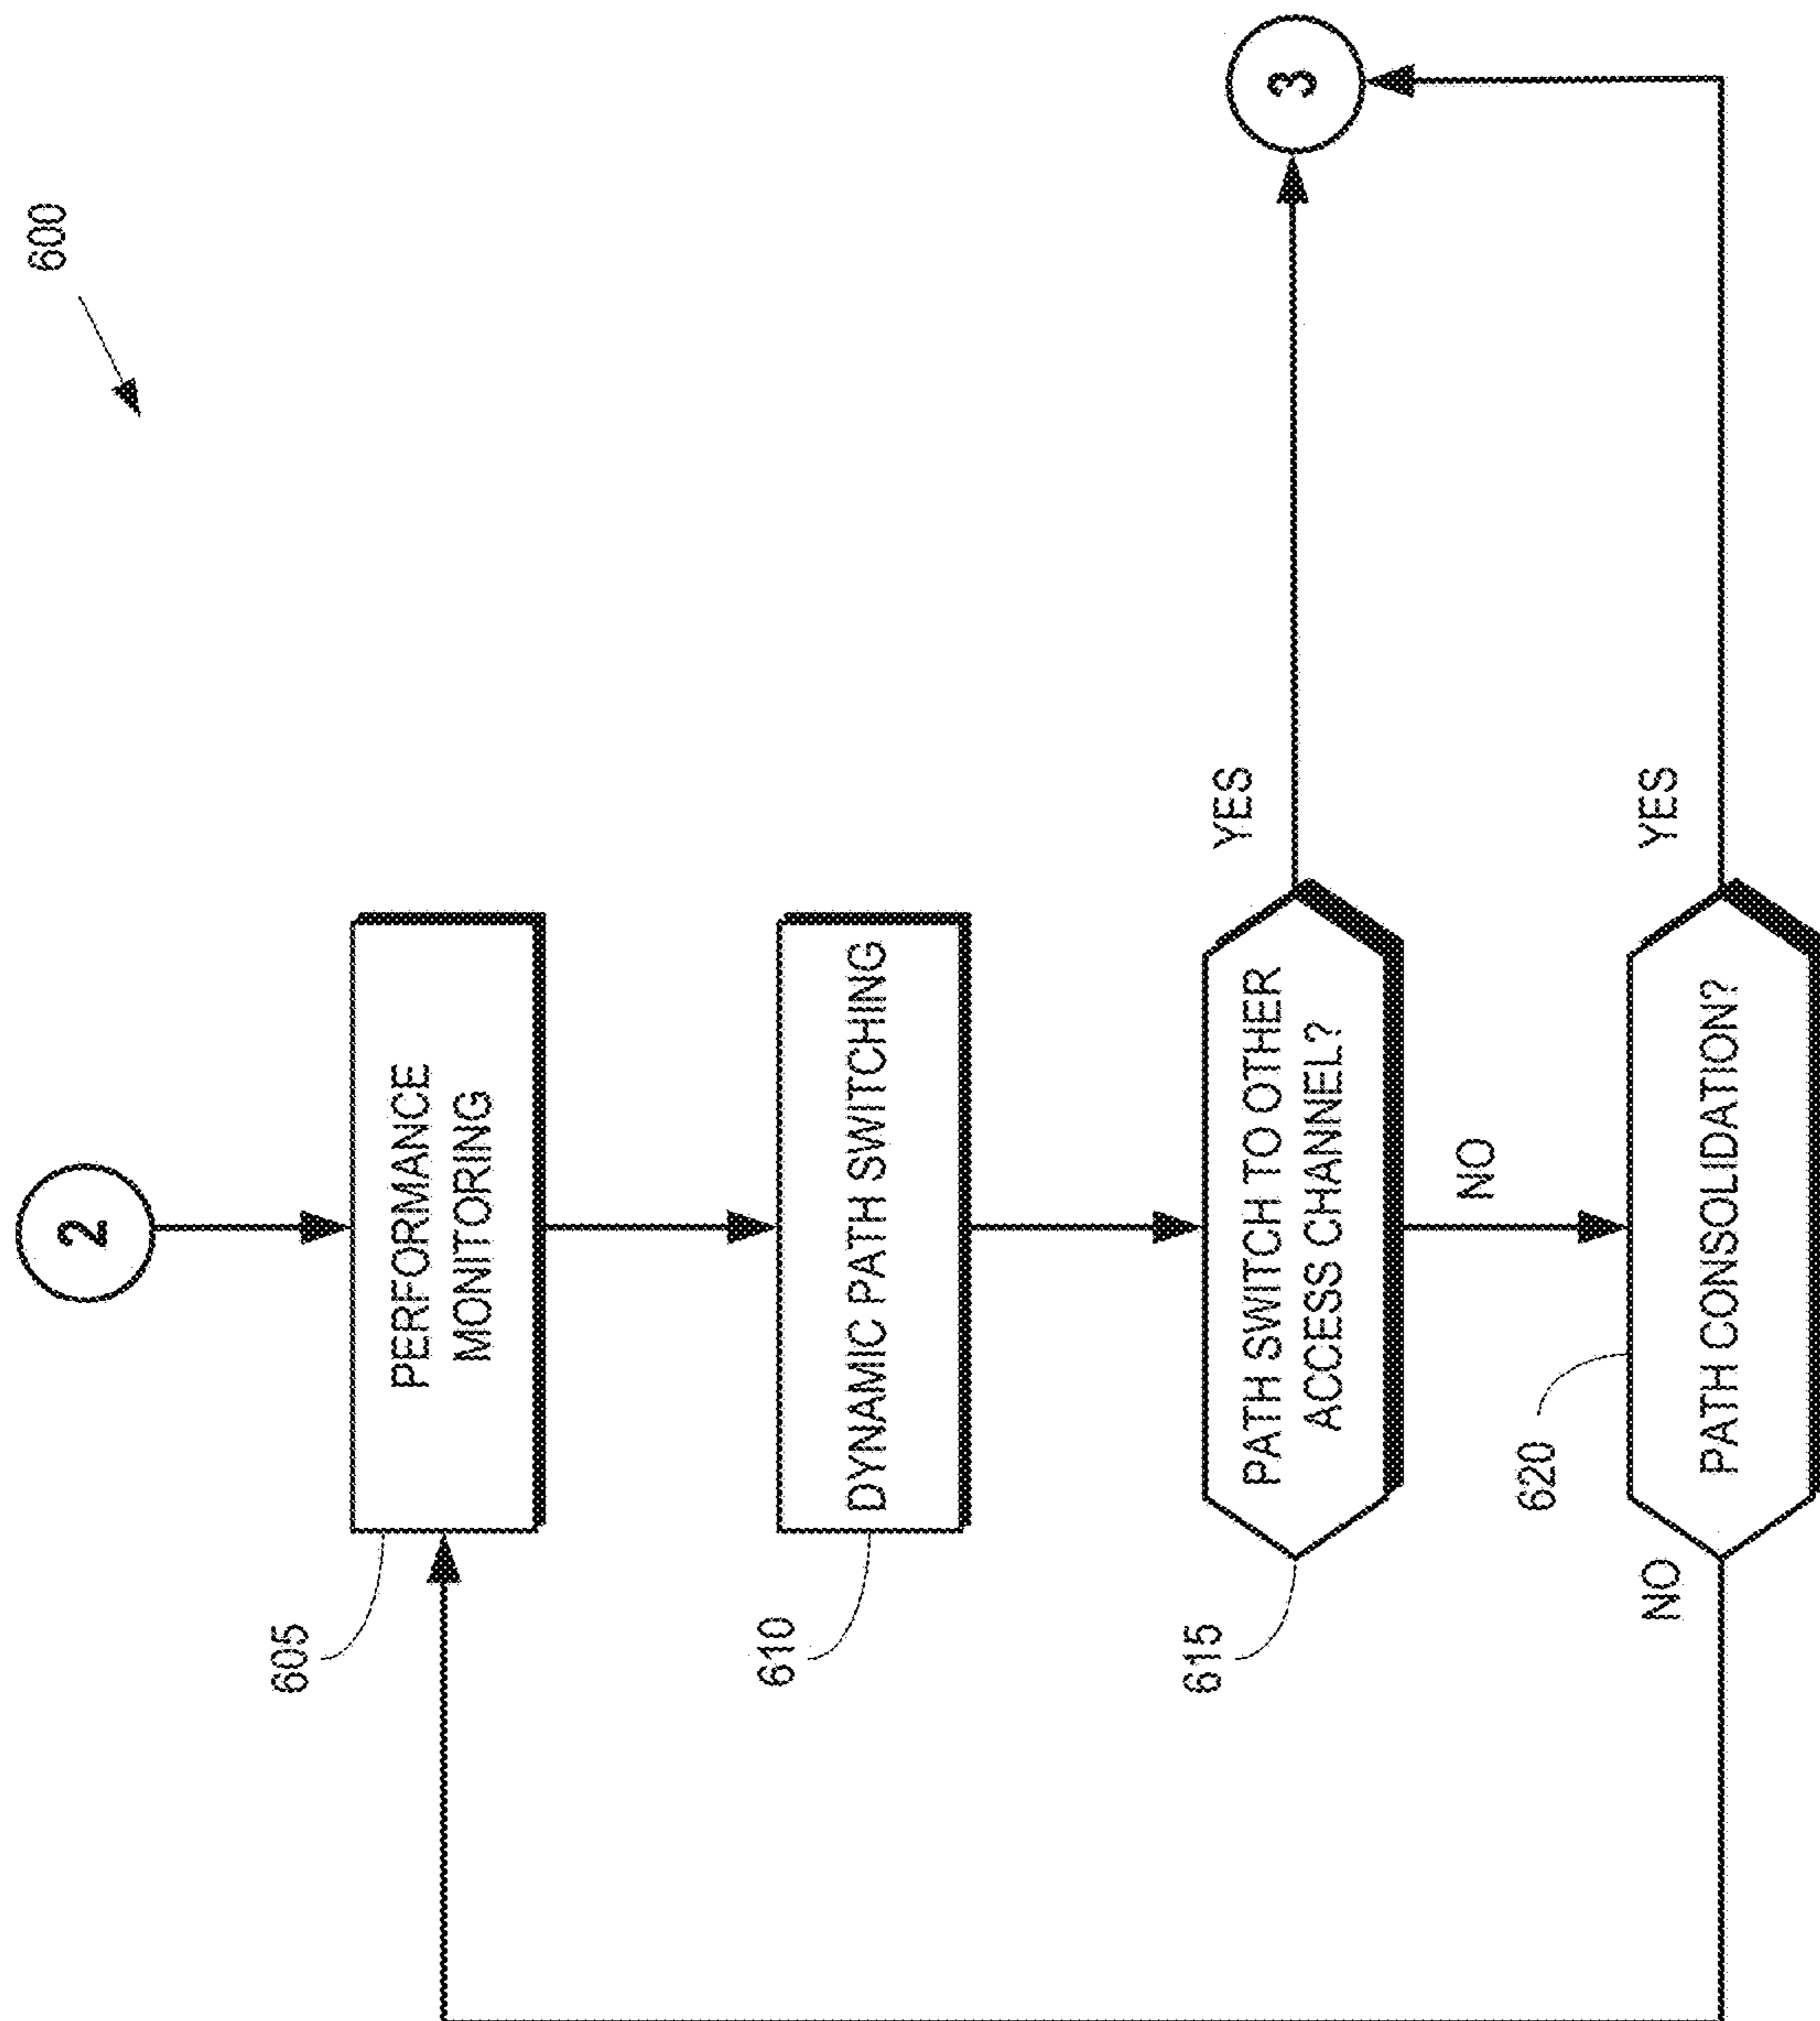 600
2
PERFORMANCE
MONITORING
605
DYNAMIC PATH SWITCHING
610
PATH SWITCH TO OTHER
ACCESS CHANNEL?
615
YES
3
NO
PATH CONSOLIDATION?
620
YES
NO